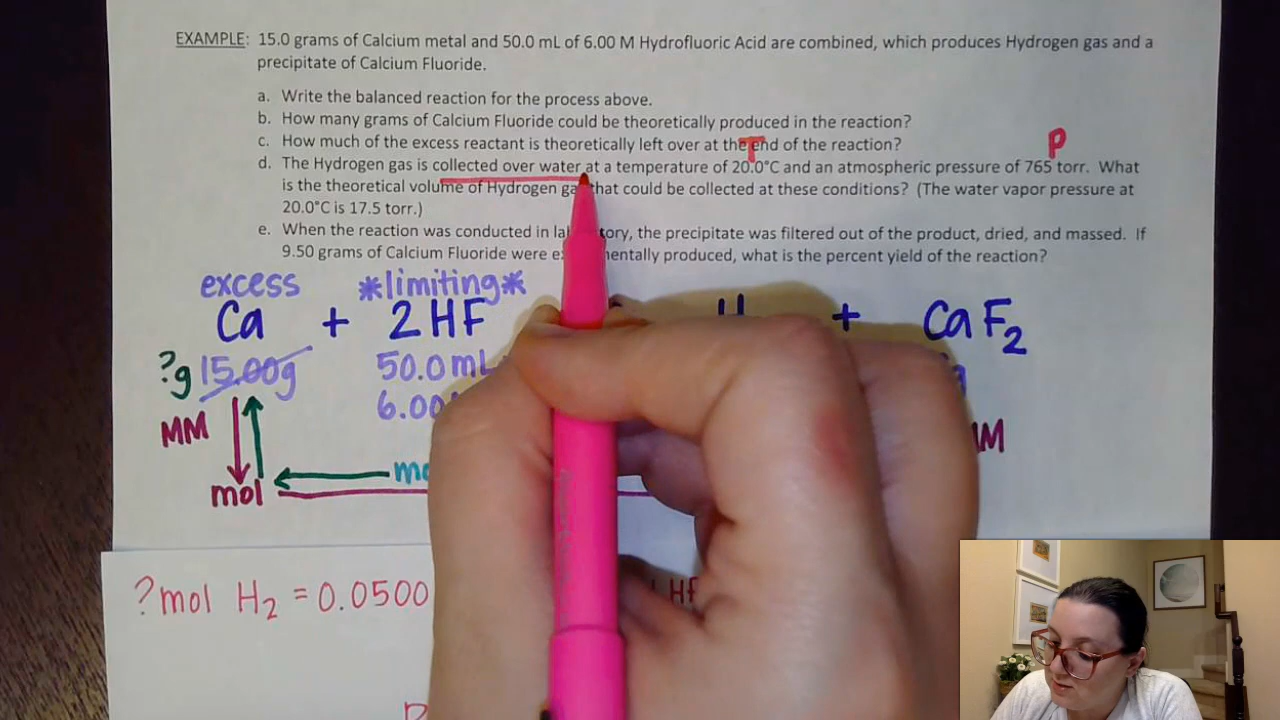 EXAMPLE: 15.0 grams of Calcium metal and 50.0 mL of 6.00 M Hydrofluoric Acid are combined, which produces Hydrogen gas and a
precipitate of Calcium Fluoride.
a. Write the balanced reaction for the process above.
b. How many grams of Calcium Fluoride could be theoretically produced in the reaction?
c. How much of the excess reactant is theoretically left over at the end of the reaction?
T P
d. The Hydrogen gas is collected over water at a temperature of 20.0°C and an atmospheric pressure of 765 torr. What
is the theoretical volume of Hydrogen that could be collected at these conditions? (The water vapor pressure at
20.0°C is 17.5 torr.)
e. When the reaction was conducted in the precipitate was filtered out of the product, dried, and massed. If
9.50 grams of Calcium Fluoride were produced, what is the percent yield of the reaction?
excess *limiting*
Ca + 2 HF H + CaF2
?g 15.00g 50.0mL g
MM 6.00 MM
mol
?mol H2 = 0.0500 HF